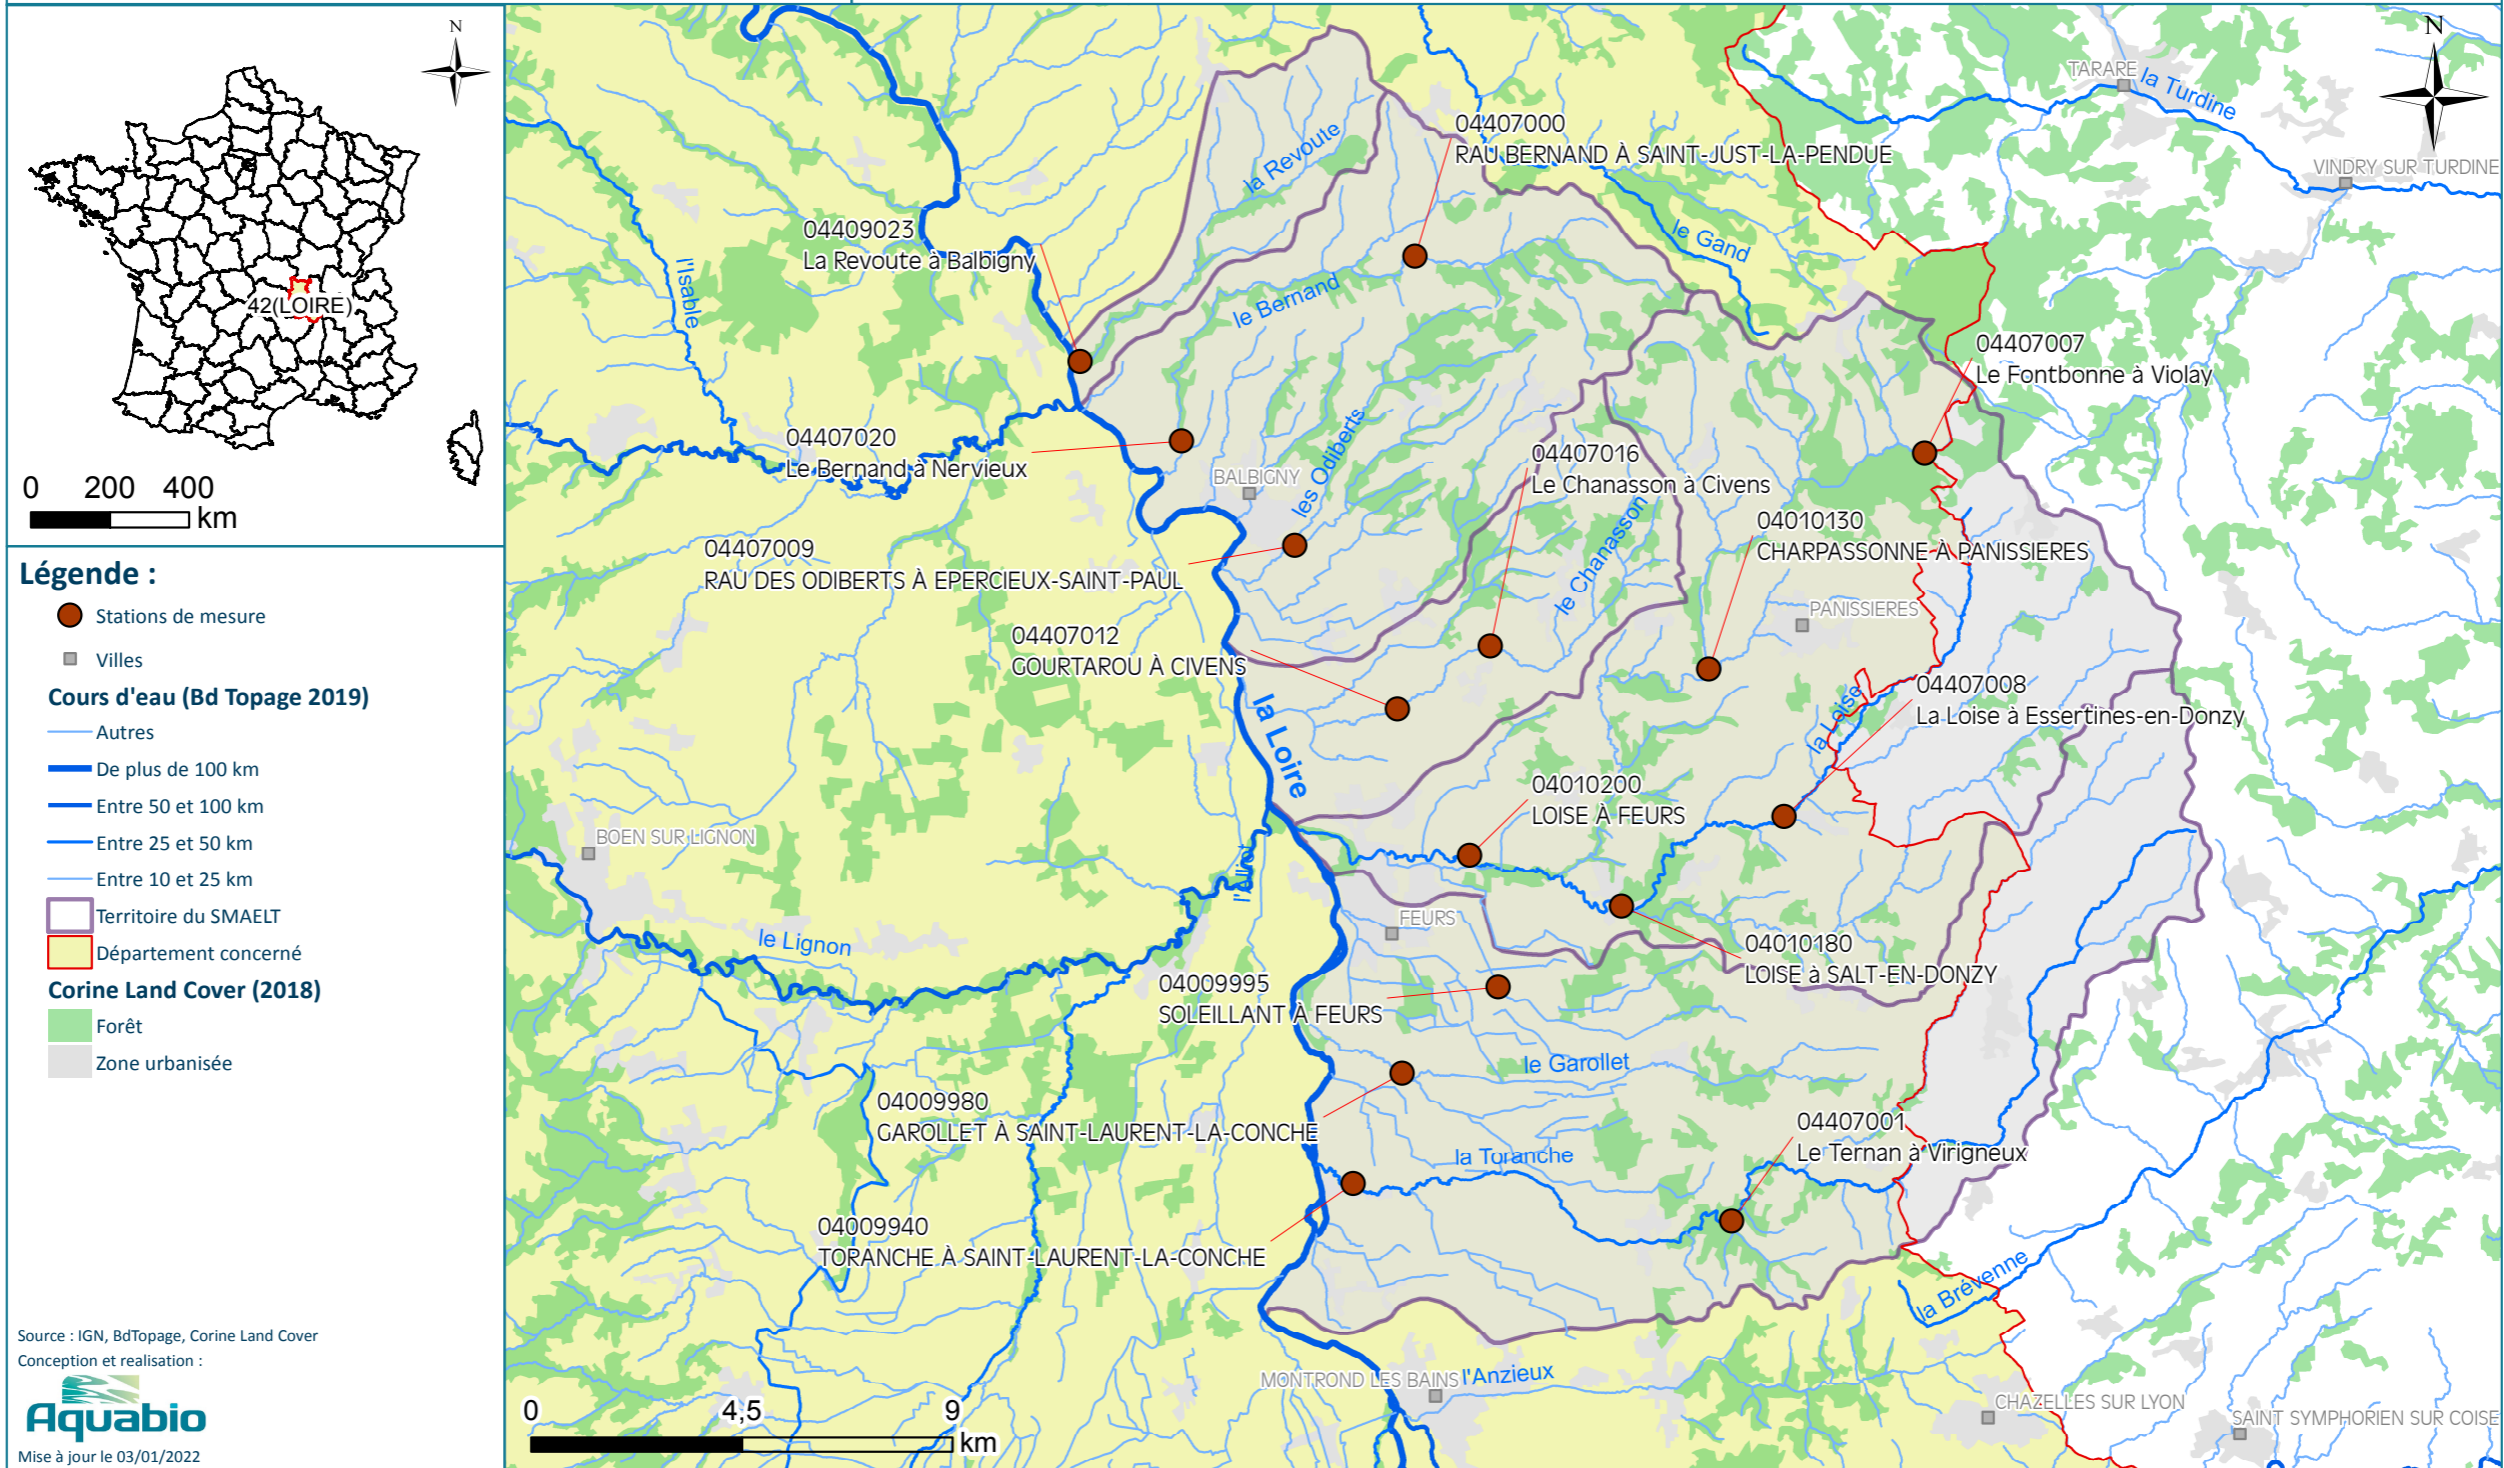 N
42(LOIRE)
0 200 400
km
Légende :
Stations de mesure
Villes
Cours d'eau (Bd Topage 2019)
Autres
De plus de 100 km
Entre 50 et 100 km
Entre 25 et 50 km
Entre 10 et 25 km
Territoire du SMAELT
Département concerné
Corine Land Cover (2018)
Forêt
Zone urbanisée
Source : IGN, BdTopage, Corine Land Cover
Conception et realisation :
Aquabio
Mise à jour le 03/01/2022
N
TARARE
la Turdine
VINDRY SUR TURDINE
04407000
RAU BERNAND À SAINT-JUST-LA-PENDUE
la Revoute
le Gand
04409023
La Revoute à Balbigny
l'Isable
le Bernand
04407007
Le Fontbonne à Violay
04407020
Le Bernand à Nervieux
BALBIGNY
les Odiberts
04407016
Le Chanasson à Civens
le Chanasson
04010130
CHARPASSONNE À PANISSIERES
04407009
RAU DES ODIBERTS À EPERCIEUX-SAINT-PAUL
PANISSIERES
04407012
GOURTAROU À CIVENS
la Loire
la Loise
04407008
La Loise à Essertines-en-Donzy
04010200
LOISE À FEURS
BOEN SUR LIGNON
FEURS
le Lignon
04010180
LOISE à SALT-EN-DONZY
04009995
SOLEILLANT À FEURS
le Garollet
04009980
GAROLLET À SAINT-LAURENT-LA-CONCHE
04407001
Le Ternan à Virigneux
la Toranche
04009940
TORANCHE À SAINT-LAURENT-LA-CONCHE
la Brévenne
MONTROND LES BAINS
l'Anzieux
CHAZELLES SUR LYON
SAINT SYMPHORIEN SUR COISE
0 4,5 9
km